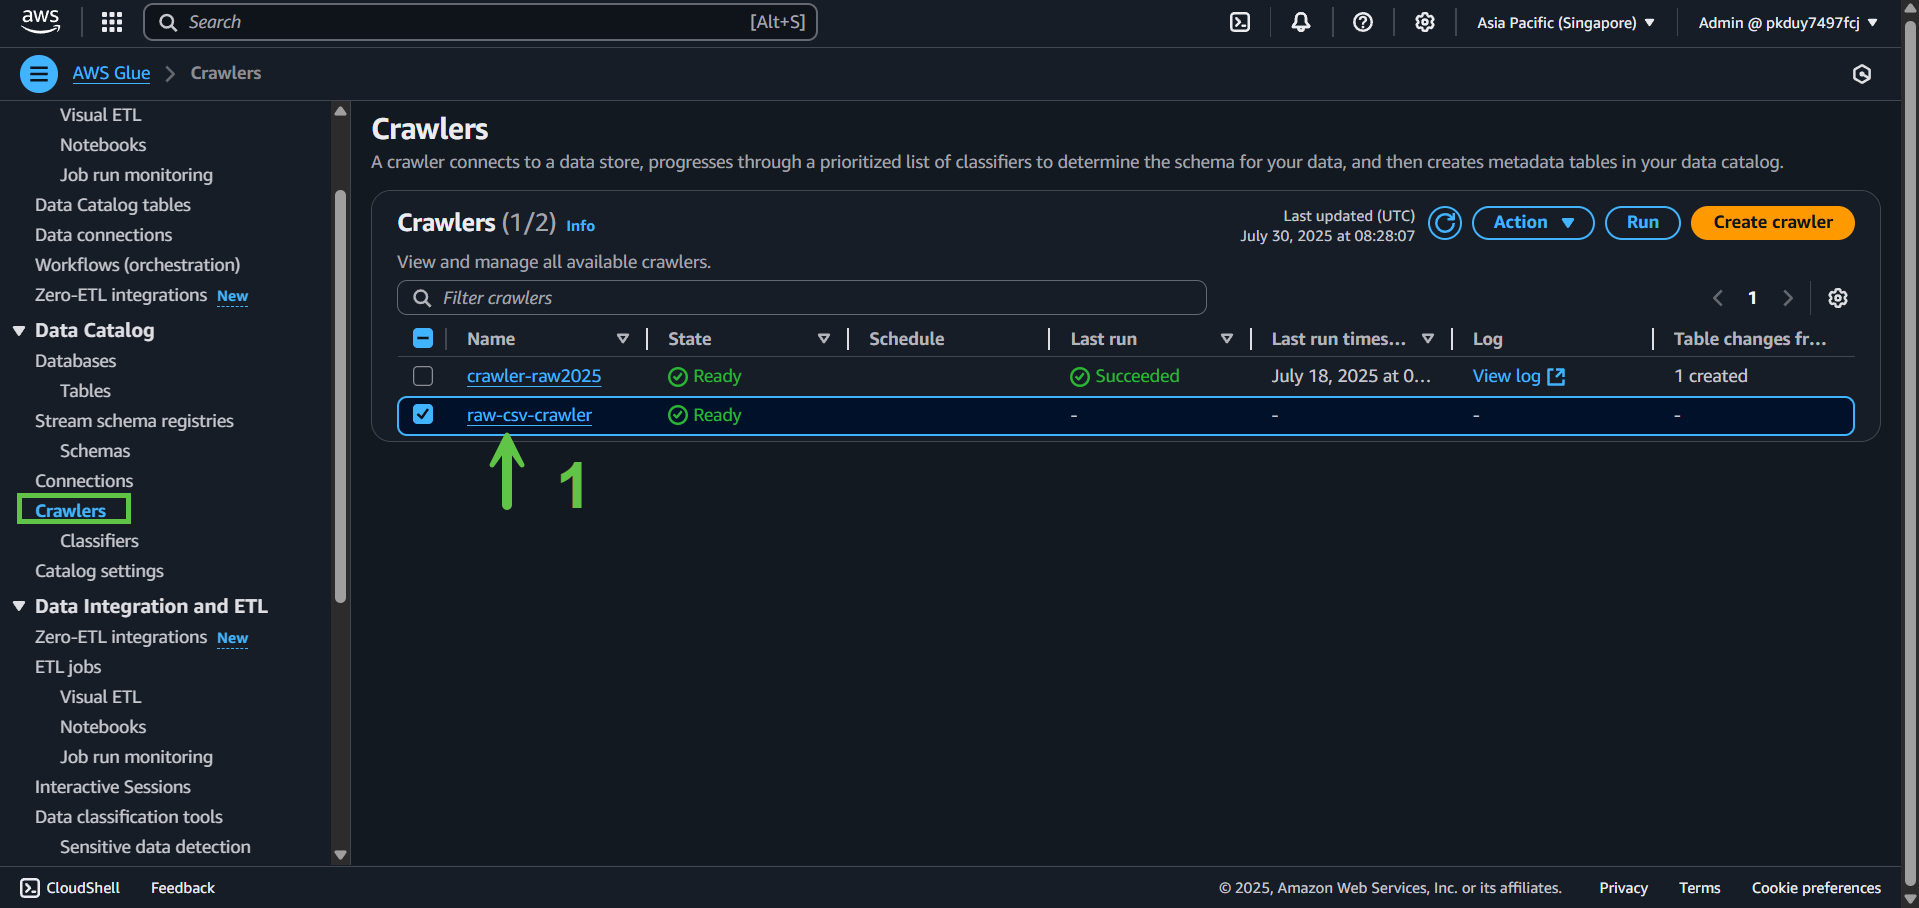 aws
Search [Alt+S]
Asia Pacific (Singapore)
Admin @ pkduy7497fcj
AWS Glue > Crawlers
Visual ETL
Notebooks
Job run monitoring
Data Catalog tables
Data connections
Workflows (orchestration)
Zero-ETL integrations New
Data Catalog
Databases
Tables
Stream schema registries
Schemas
Connections
Crawlers
Classifiers
Catalog settings
Data Integration and ETL
Zero-ETL integrations New
ETL jobs
Visual ETL
Notebooks
Job run monitoring
Interactive Sessions
Data classification tools
Sensitive data detection
Crawlers
A crawler connects to a data store, progresses through a prioritized list of classifiers to determine the schema for your data, and then creates metadata tables in your data catalog.
Crawlers (1/2) Info
Last updated (UTC)
July 30, 2025 at 08:28:07
Action
Run
Create crawler
View and manage all available crawlers.
Filter crawlers
1
Name State Schedule Last run Last run times... Log Table changes fr...
crawler-raw2025 Ready Succeeded July 18, 2025 at 0... View log 1 created
raw-csv-crawler Ready - - - -
1
CloudShell Feedback
© 2025, Amazon Web Services, Inc. or its affiliates. Privacy Terms Cookie preferences